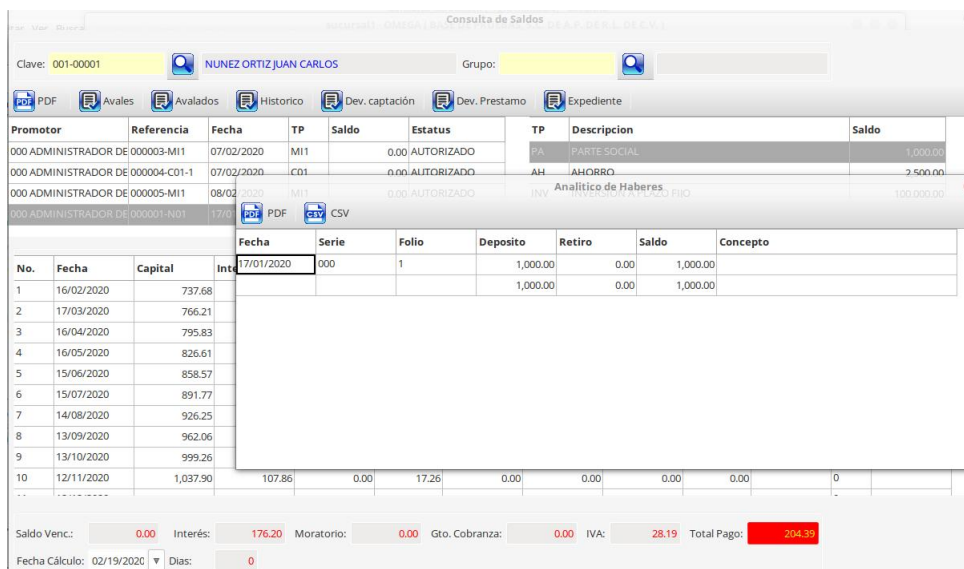 Consulta de Saldos
Clave: 001-00001 NUNEZ ORTIZ JUAN CARLOS Grupo:
PDF Avales Avalados Historico Dev. captación Dev. Prestamo Expediente
Promotor Referencia Fecha TP Saldo Estatus TP Descripcion Saldo
000 ADMINISTRADOR DE 000003-MI1 07/02/2020 MI1 0.00 AUTORIZADO PA PARTE SOCIAL 1,000.00
000 ADMINISTRADOR DE 000004-C01-1 07/02/2020 C01 0.00 AUTORIZADO AH AHORRO 2,500.00
000 ADMINISTRADOR DE 000005-MI1 08/02/2020 MI1 0.00 AUTORIZADO INV INVERSION A PLAZO FIJO 100,000.00
000 ADMINISTRADOR DE 000001-N01 17/01
Analitico de Haberes
PDF CSV
Fecha Serie Folio Deposito Retiro Saldo Concepto
17/01/2020 000 1 1,000.00 0.00 1,000.00
1,000.00 0.00 1,000.00
No. Fecha Capital Inte
1 16/02/2020 737.68
2 17/03/2020 766.21
3 16/04/2020 795.83
4 16/05/2020 826.61
5 15/06/2020 858.57
6 15/07/2020 891.77
7 14/08/2020 926.25
8 13/09/2020 962.06
9 13/10/2020 999.26
10 12/11/2020 1,037.90 107.86 0.00 17.26 0.00 0.00 0.00 0.00 0
Saldo Venc.: 0.00 Interés: 176.20 Moratorio: 0.00 Gto. Cobranza: 0.00 IVA: 28.19 Total Pago: 204.39
Fecha Cálculo: 02/19/2020 Dias: 0